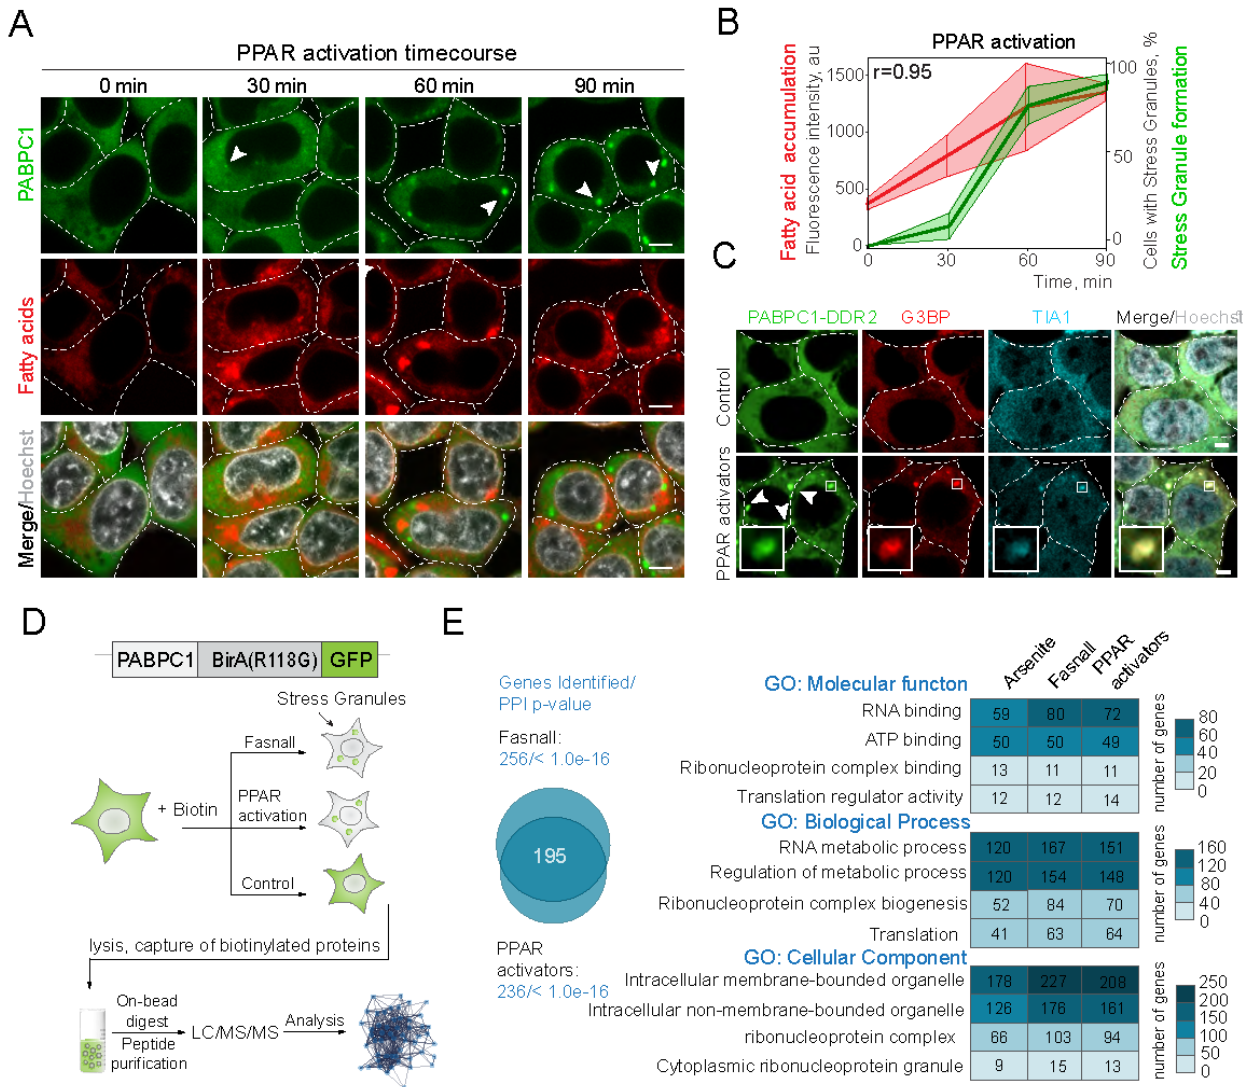 A
PPAR activation timecourse
0 min
30 min
60 min
90 min
PABPC1
Fatty acids
Merge/Hoechst
B
PPAR activation
r=0.95
Fatty acid accumulation
Fluorescence intensity, au
1500
1000
500
0
100
50
0
Cells with Stress Granules, %
Stress Granule formation
0
30
60
90
Time, min
C
PABPC1-DDR2
G3BP
TIA1
Merge/Hoechst
Control
PPAR activators
D
PABPC1
BirA(R118G)
GFP
Stress Granules
Fasnall
+ Biotin
PPAR
activation
Control
lysis, capture of biotinylated proteins
On-bead
digest
Peptide
purification
LC/MS/MS
Analysis
E
Genes Identified/
PPI p-value
Fasnall:
256/< 1.0e-16
195
PPAR
activators:
236/< 1.0e-16
Arsenite
Fasnall
PPAR
activators
GO: Molecular functon
RNA binding
59 80 72
ATP binding
50 50 49
Ribonucleoprotein complex binding
13 11 11
Translation regulator activity
12 12 14
number of genes
80
60
40
20
0
GO: Biological Process
RNA metabolic process
120 167 151
Regulation of metabolic process
120 154 148
Ribonucleoprotein complex biogenesis
52 84 70
Translation
41 63 64
number of genes
160
120
80
40
0
GO: Cellular Component
Intracellular membrane-bounded organelle
178 227 208
Intracellular non-membrane-bounded organelle
126 176 161
ribonucleoprotein complex
66 103 94
Cytoplasmic ribonucleoprotein granule
9 15 13
number of genes
250
200
150
100
50
0